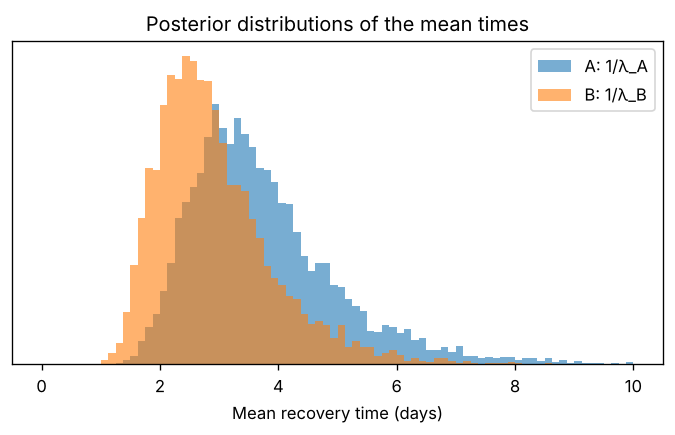 Posterior distributions of the mean times
A: 1/λ_A
B: 1/λ_B
0 2 4 6 8 10
Mean recovery time (days)